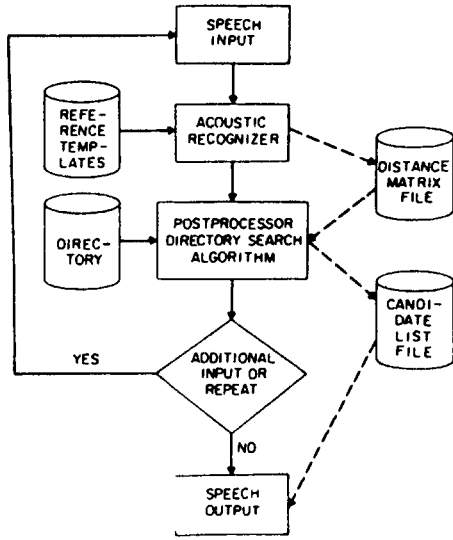 SPEECH
INPUT
REFE-
RENCE
TEMP-
LATES
ACOUSTIC
RECOGNIZER
DISTANCE
MATRIX
FILE
DIREC-
TORY
POSTPROCESSOR
DIRECTORY SEARCH
ALGORITHM
CANDI-
DATE
LIST
FILE
YES
ADDITIONAL
INPUT OR
REPEAT
NO
SPEECH
OUTPUT